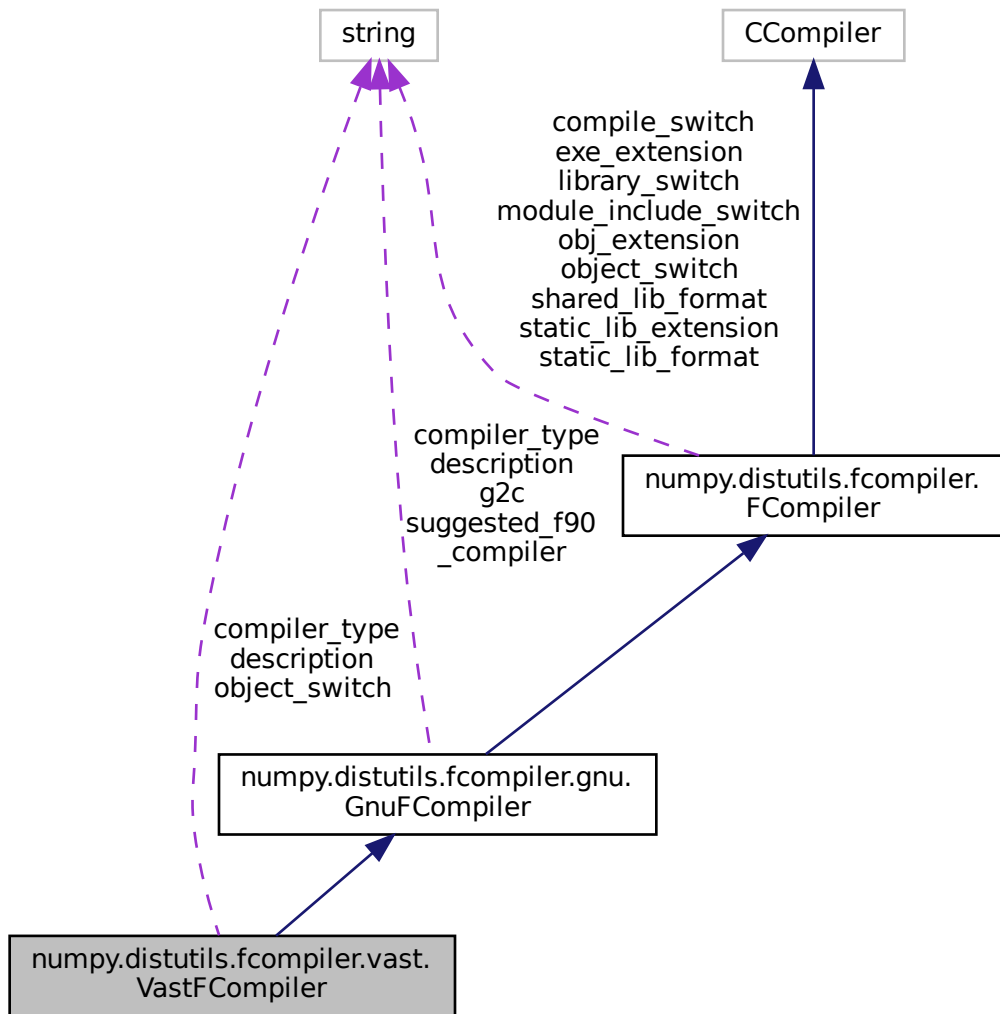 string
CCompiler
compile_switch
exe_extension
library_switch
module_include_switch
obj_extension
object_switch
shared_lib_format
static_lib_extension
static_lib_format
compiler_type
description
g2c
suggested_f90
_compiler
numpy.distutils.fcompiler.
FCompiler
compiler_type
description
object_switch
numpy.distutils.fcompiler.gnu.
GnuFCompiler
numpy.distutils.fcompiler.vast.
VastFCompiler